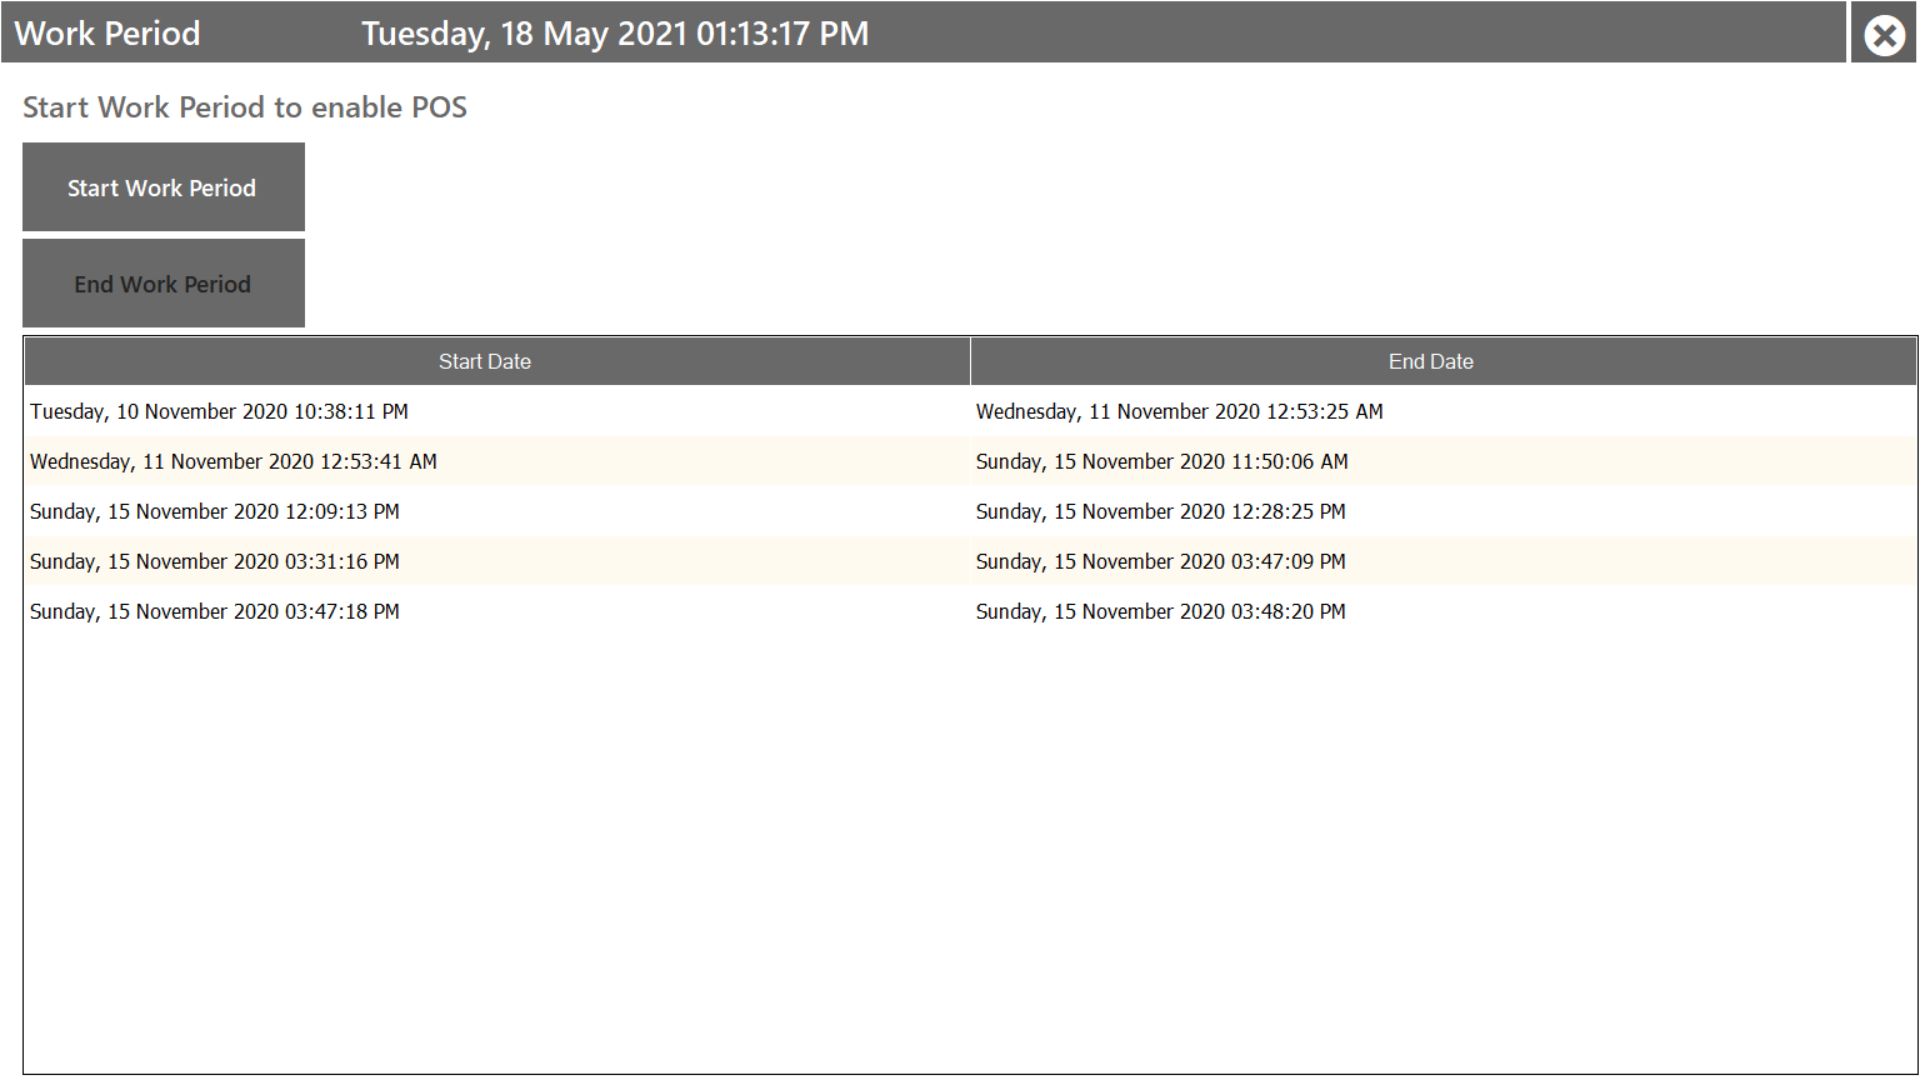 Work Period Tuesday, 18 May 2021 01:13:17 PM
Start Work Period to enable POS
Start Work Period
End Work Period
Start Date End Date
Tuesday, 10 November 2020 10:38:11 PM Wednesday, 11 November 2020 12:53:25 AM
Wednesday, 11 November 2020 12:53:41 AM Sunday, 15 November 2020 11:50:06 AM
Sunday, 15 November 2020 12:09:13 PM Sunday, 15 November 2020 12:28:25 PM
Sunday, 15 November 2020 03:31:16 PM Sunday, 15 November 2020 03:47:09 PM
Sunday, 15 November 2020 03:47:18 PM Sunday, 15 November 2020 03:48:20 PM